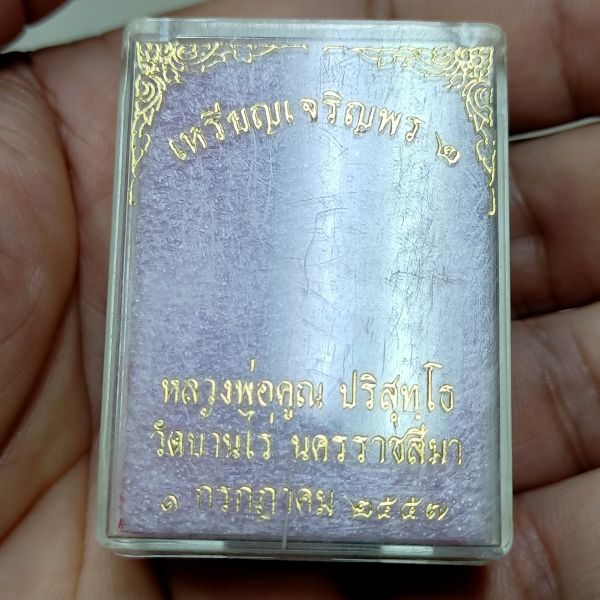 เหรียญเจริญพร ๒
หลวงพ่อคูณ ปริสุทฺโธ
วัดบ้านไร่ นครราชสีมา
๑ กรกฎาคม ๒๕๕๗